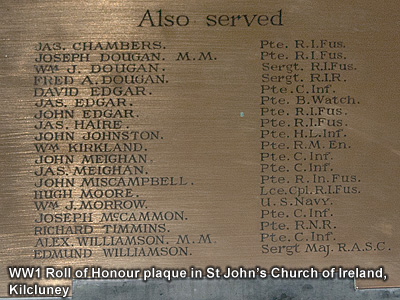 Also served
JAS. CHAMBERS. Pte. R.I.Fus.
JOSEPH DOUGAN. M.M. Pte. R.I.Fus.
WM J. DOUGAN. Sergt. R.I.Fus.
FRED A. DOUGAN. Sergt. R.I.R.
DAVID EDGAR. Pte. C.Inf.
JAS. EDGAR. Pte. B.Watch.
JOHN EDGAR. Pte. R.I.Fus.
JAS. HAIRE. Pte. R.I.Fus.
JOHN JOHNSTON. Pte. H.L.Inf.
WM KIRKLAND. Pte. R.M.En.
JOHN MEIGHAN. Pte. C.Inf.
JAS. MEIGHAN. Pte. C.Inf.
JOHN MISCAMPBELL. Pte. R.In.Fus.
HUGH MOORE. Lce.Cpl. R.I.Fus.
WM J. MORROW. U.S.Navy.
JOSEPH McCAMMON. Pte. C.Inf.
RICHARD TIMMINS. Pte. R.N.R.
ALEX. WILLIAMSON. M.M. Pte. C.Inf.
EDMUND WILLIAMSON. Sergt Maj. R.A.S.C.
WW1 Roll of Honour plaque in St John's Church of Ireland,
Kilcluney